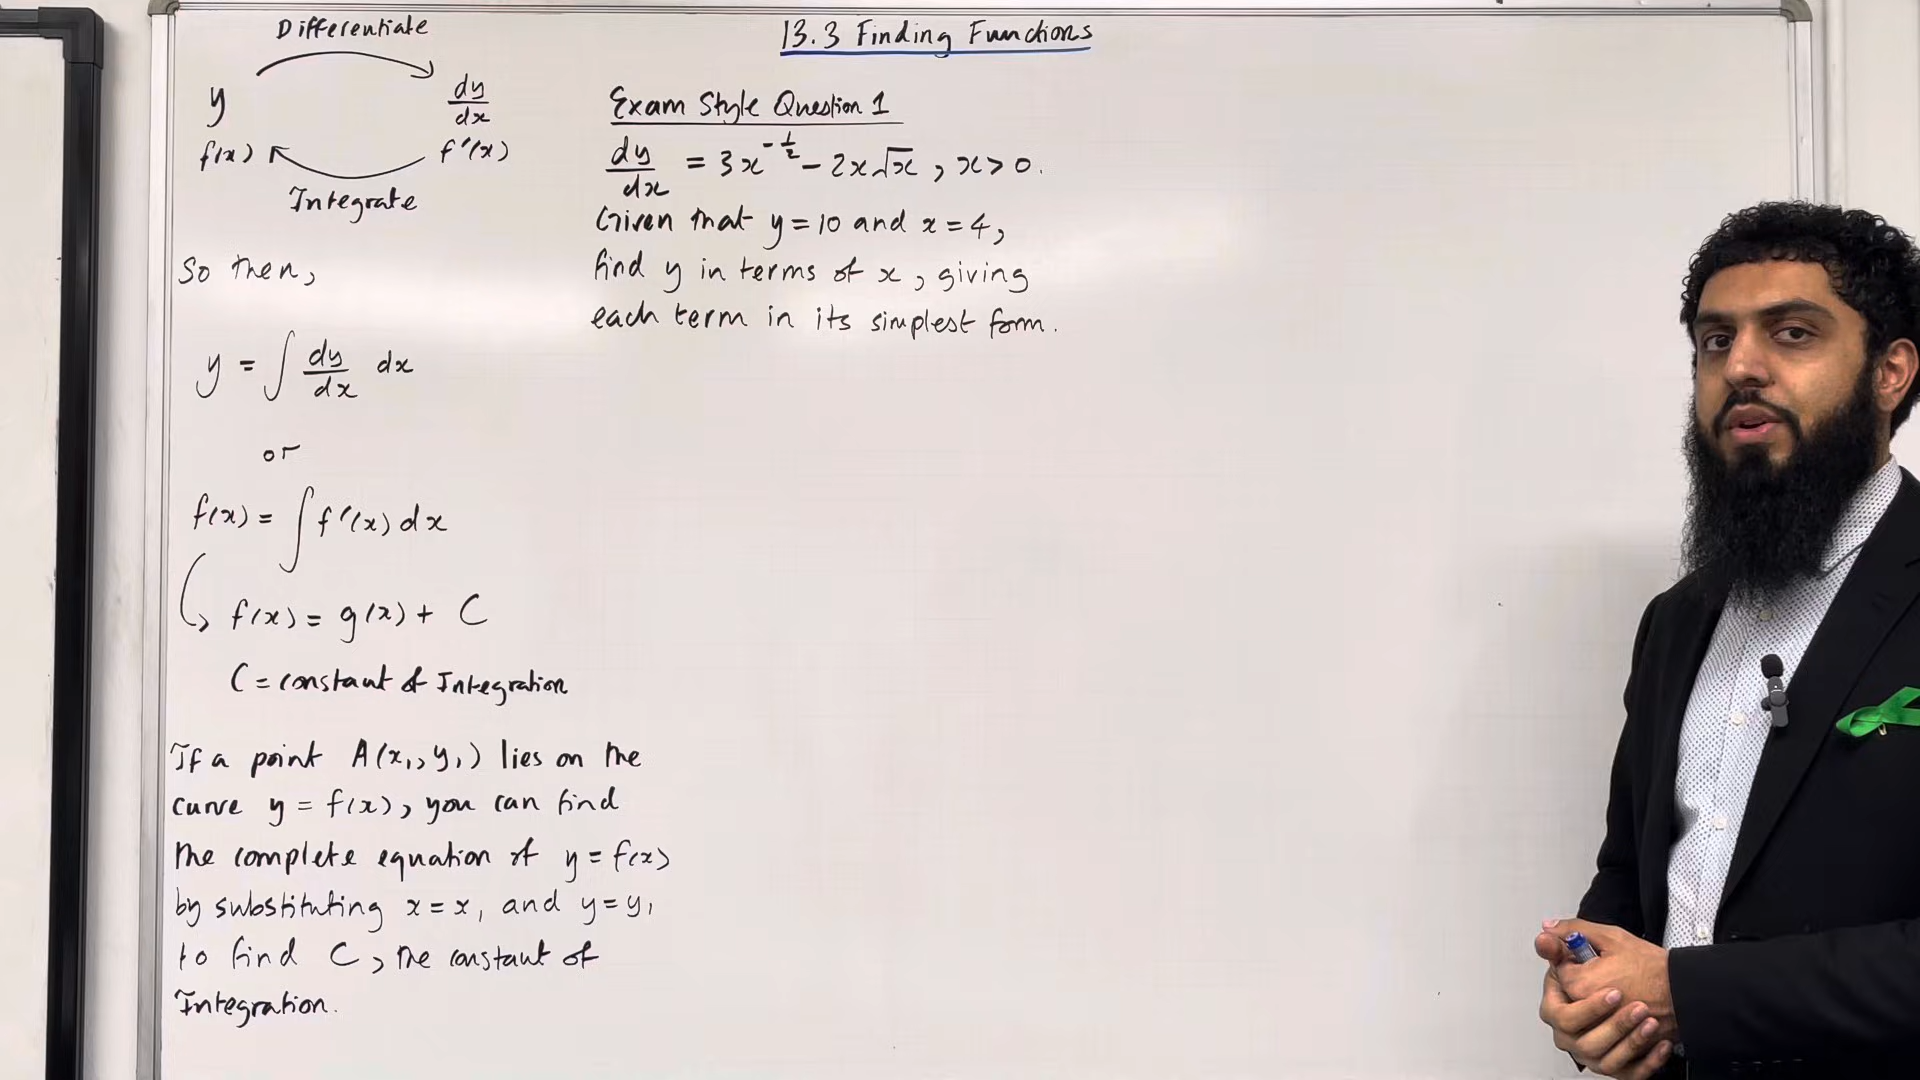 13.3 Finding Functions
Differentiate
y
dy/dx
f(x)
f'(x)
Integrate
So then,
y = ∫ dy/dx dx
or
f(x) = ∫ f'(x) dx
f(x) = g(x) + C
C = constant of Integration
If a point A(x₁, y₁) lies on the
curve y = f(x), you can find
the complete equation of y = f(x)
by substituting x = x₁ and y = y₁
to find C, the constant of
Integration.
Exam Style Question 1
dy/dx = 3x^(-1/2) - 2x√x, x > 0.
Given that y = 10 and x = 4,
find y in terms of x, giving
each term in its simplest form.